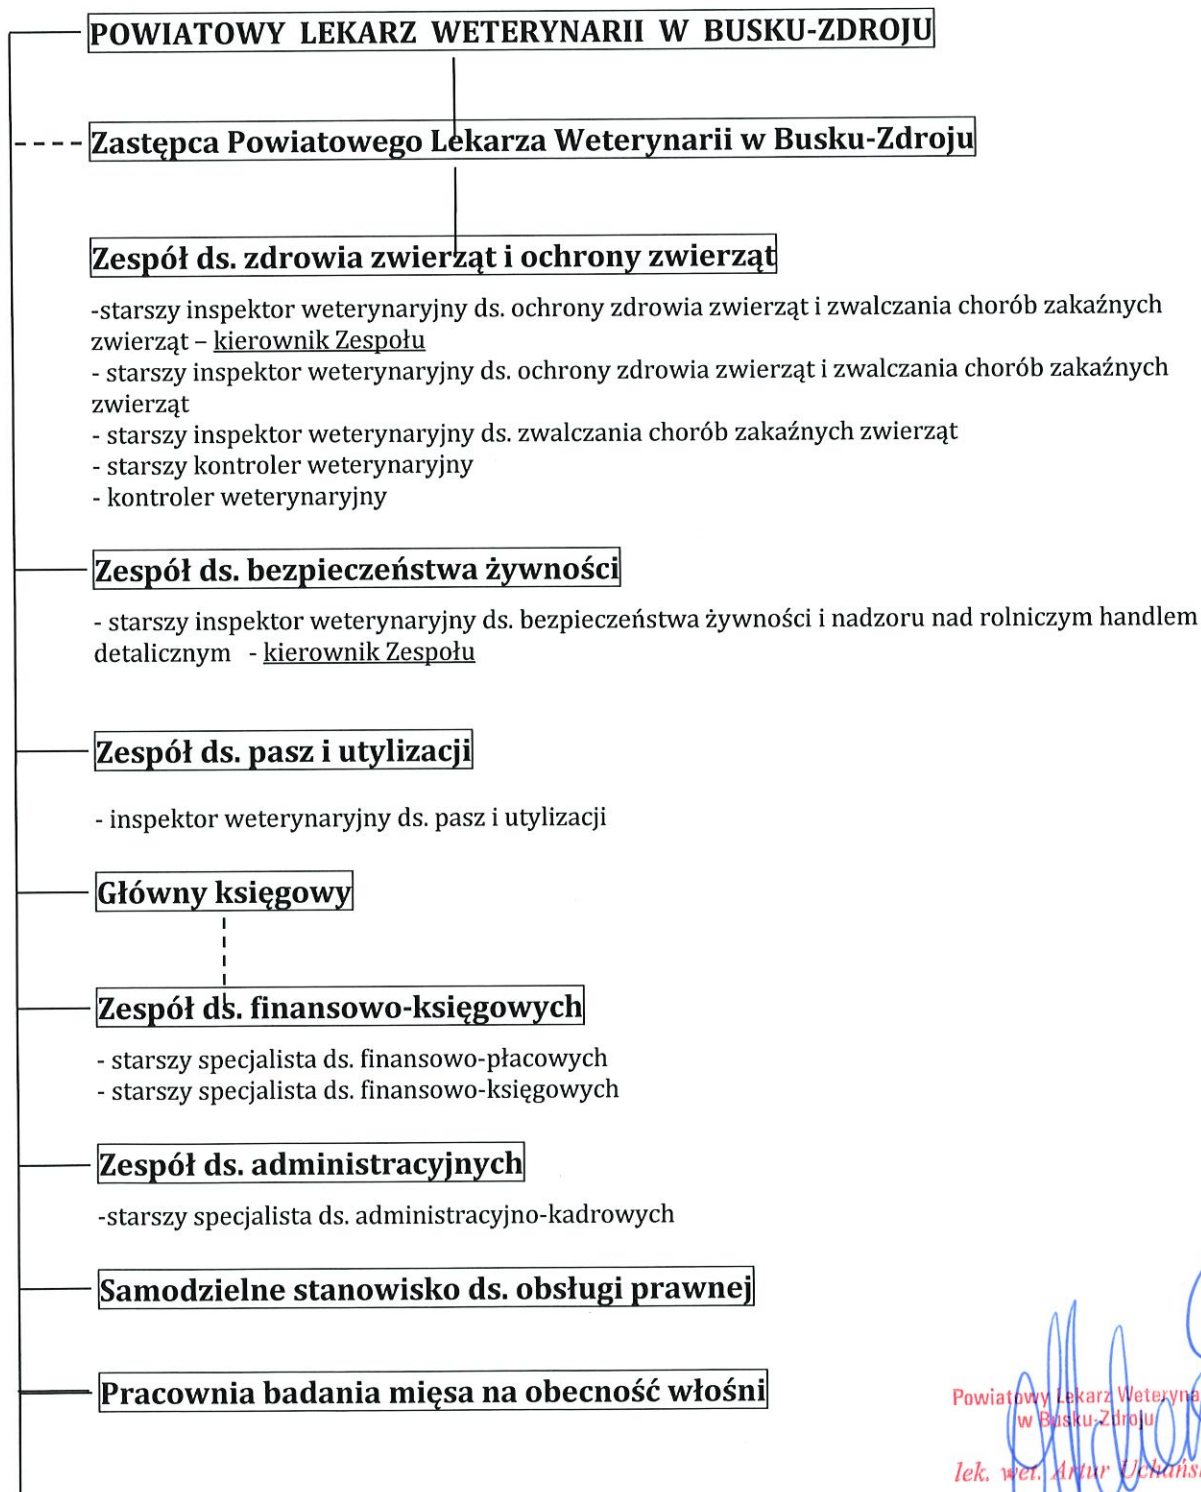 POWIATOWY LEKARZ WETERYNARII W BUSKU-ZDROJU
Zastępca Powiatowego Lekarza Weterynarii w Busku-Zdroju
Zespół ds. zdrowia zwierząt i ochrony zwierząt
-starszy inspektor weterynaryjny ds. ochrony zdrowia zwierząt i zwalczania chorób zakaźnych
zwierząt – kierownik Zespołu
- starszy inspektor weterynaryjny ds. ochrony zdrowia zwierząt i zwalczania chorób zakaźnych
zwierząt
- starszy inspektor weterynaryjny ds. zwalczania chorób zakaźnych zwierząt
- starszy kontroler weterynaryjny
- kontroler weterynaryjny
Zespół ds. bezpieczeństwa żywności
- starszy inspektor weterynaryjny ds. bezpieczeństwa żywności i nadzoru nad rolniczym handlem
detalicznym - kierownik Zespołu
Zespół ds. pasz i utylizacji
- inspektor weterynaryjny ds. pasz i utylizacji
Główny księgowy
Zespół ds. finansowo-księgowych
- starszy specjalista ds. finansowo-płacowych
- starszy specjalista ds. finansowo-księgowych
Zespół ds. administracyjnych
-starszy specjalista ds. administracyjno-kadrowych
Samodzielne stanowisko ds. obsługi prawnej
Pracownia badania mięsa na obecność włośni
Powiatowy Lekarz
w Busku-Zdroju
lek. wet. Artur